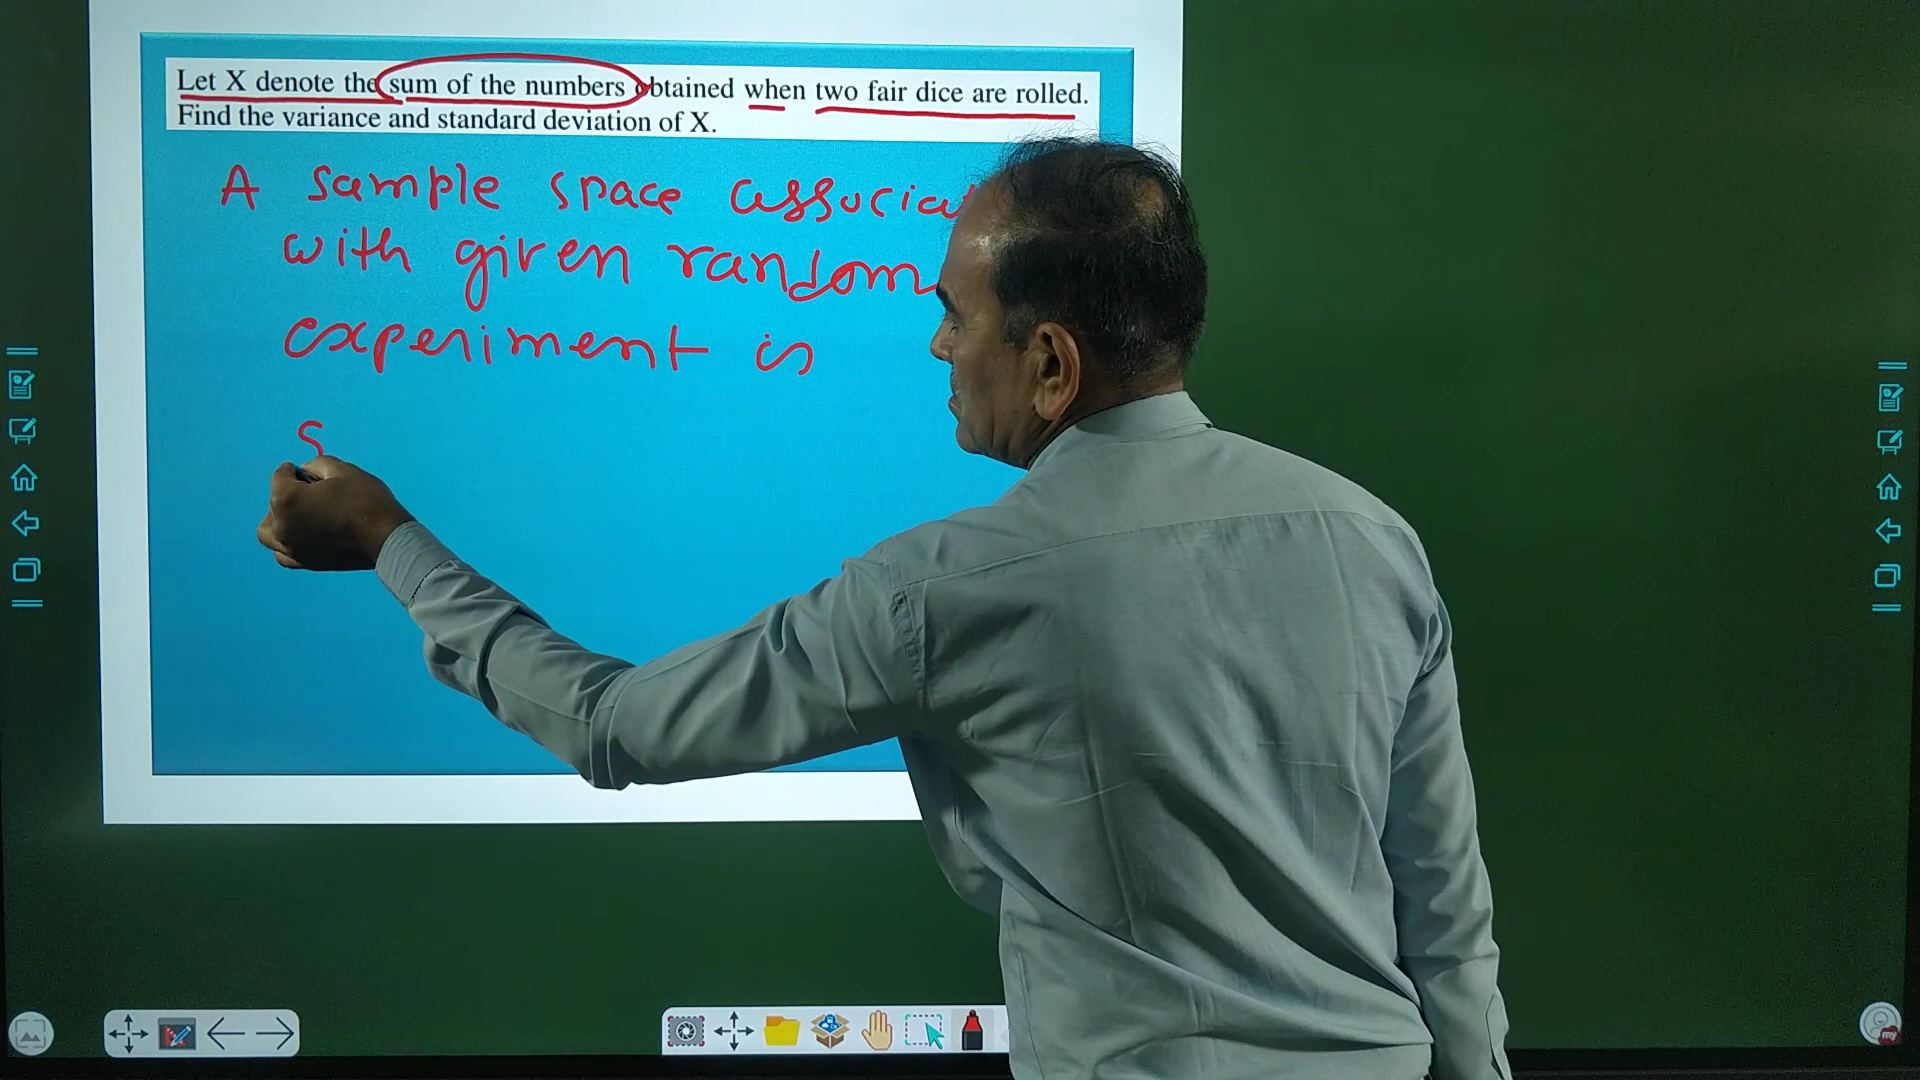 Let X denote the sum of the numbers obtained when two fair dice are rolled.
Find the variance and standard deviation of X.
A sample space
with given random
experiment is
S
my